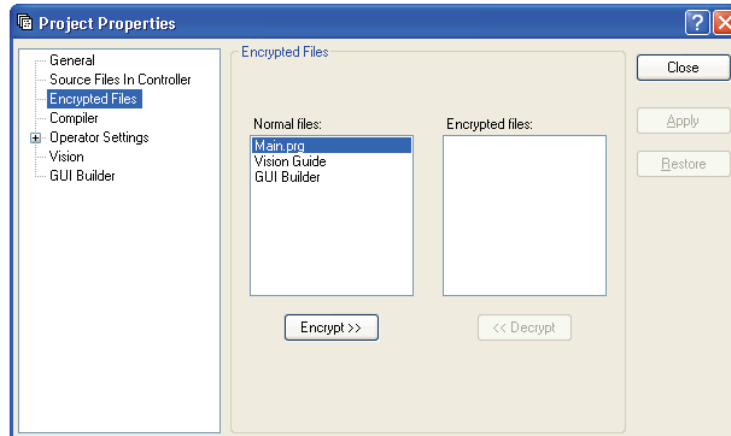 Project Properties
General
Source Files In Controller
Encrypted Files
Compiler
Operator Settings
Vision
GUI Builder
Encrypted Files
Normal files:
Main.prg
Vision Guide
GUI Builder
Encrypt >>
Encrypted files:
<< Decrypt
Close
Apply
Restore